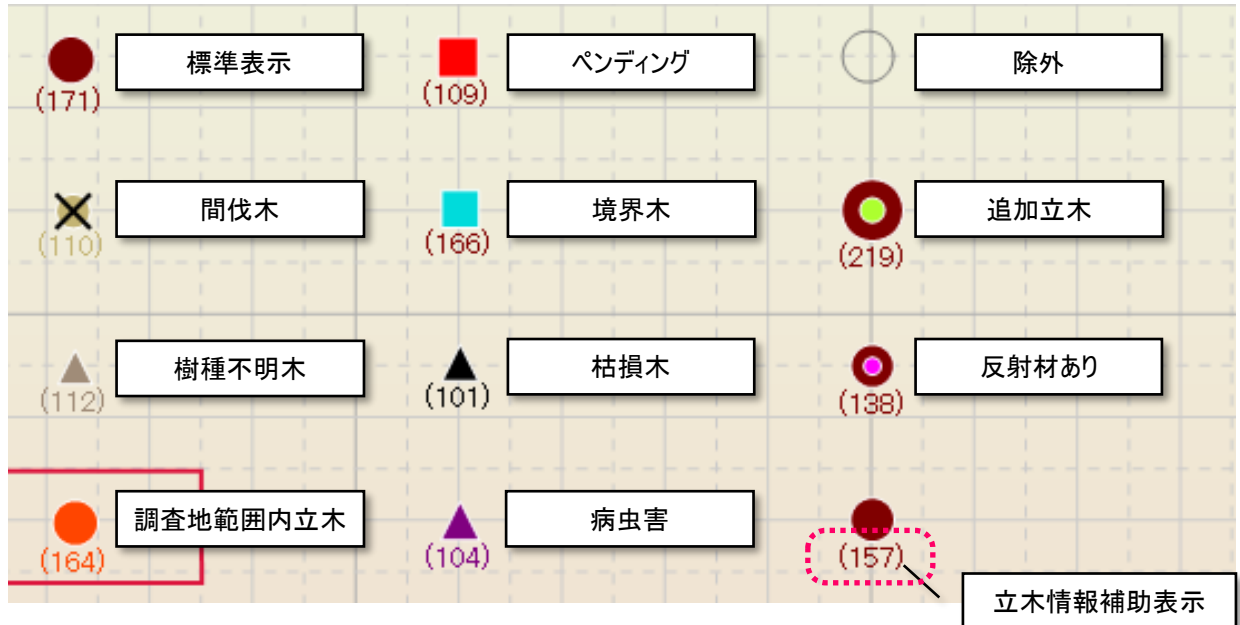 標準表示
(171)
ペンディング
(109)
除外
間伐木
(110)
境界木
(166)
追加立木
(219)
樹種不明木
(112)
枯損木
(101)
反射材あり
(138)
調査地範囲内立木
(164)
病虫害
(104)
(157)
立木情報補助表示